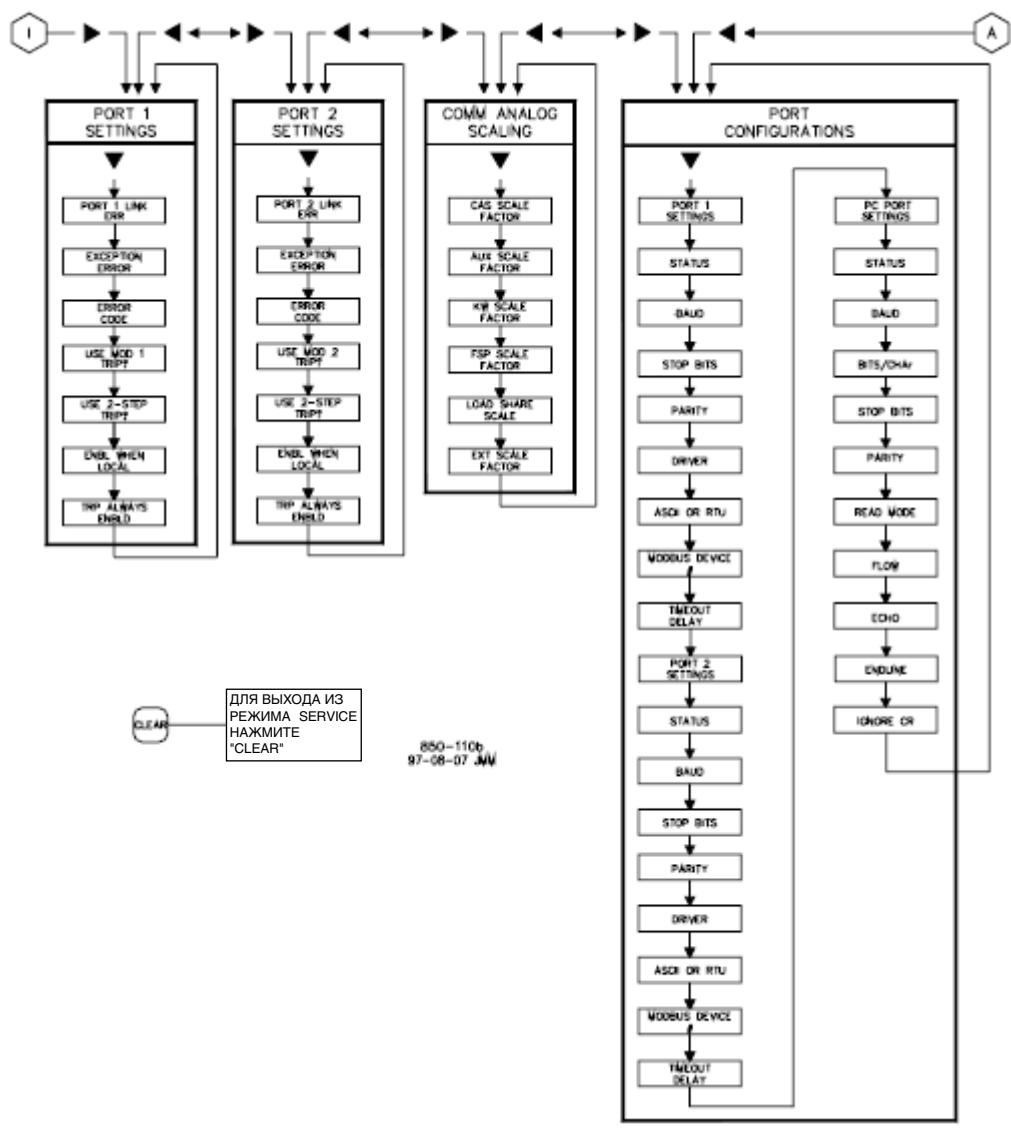 I
A
PORT 1
SETTINGS
PORT 1 LINK
ERR
EXCEPTION
ERROR
ERROR
CODE
USE MOD 1
TRIP?
USE 2-STEP
TRIP?
ENBL WHEN
LOCAL
TRP ALWAYS
ENBLD
PORT 2
SETTINGS
PORT 2 LINK
ERR
EXCEPTION
ERROR
ERROR
CODE
USE MOD 2
TRIP?
USE 2-STEP
TRIP?
ENBL WHEN
LOCAL
TRP ALWAYS
ENBLD
COMM ANALOG
SCALING
CAS SCALE
FACTOR
AUX SCALE
FACTOR
KW SCALE
FACTOR
FSP SCALE
FACTOR
LOAD SHARE
SCALE
EXT SCALE
FACTOR
PORT
CONFIGURATIONS
PORT 1
SETTINGS
STATUS
BAUD
STOP BITS
PARITY
DRIVER
ASCII OR RTU
MODBUS DEVICE
TIMEOUT
DELAY
PORT 2
SETTINGS
STATUS
BAUD
STOP BITS
PARITY
DRIVER
ASCII OR RTU
MODBUS DEVICE
TIMEOUT
DELAY
PC PORT
SETTINGS
STATUS
BAUD
BITS/CHAr
STOP BITS
PARITY
READ MODE
FLOW
ECHO
ENDLINE
IGNORE CR
CLEAR
ДЛЯ ВЫХОДА ИЗ
РЕЖИМА SERVICE
НАЖМИТЕ
"CLEAR"
850-110b
97-08-07 JMM